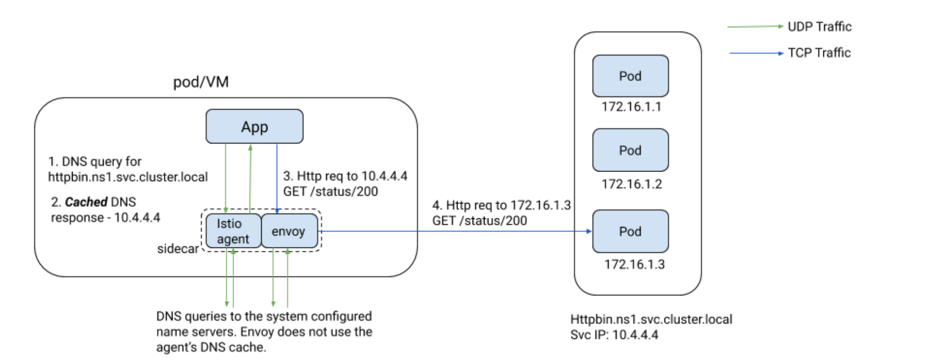 UDP Traffic
TCP Traffic
pod/VM
App
1. DNS query for
httpbin.ns1.svc.cluster.local
2. Cached DNS
response - 10.4.4.4
3. Http req to 10.4.4.4
GET /status/200
Istio
agent
envoy
sidecar
DNS queries to the system configured
name servers. Envoy does not use the
agent's DNS cache.
4. Http req to 172.16.1.3
GET /status/200
Pod
172.16.1.1
Pod
172.16.1.2
Pod
172.16.1.3
Httpbin.ns1.svc.cluster.local
Svc IP: 10.4.4.4